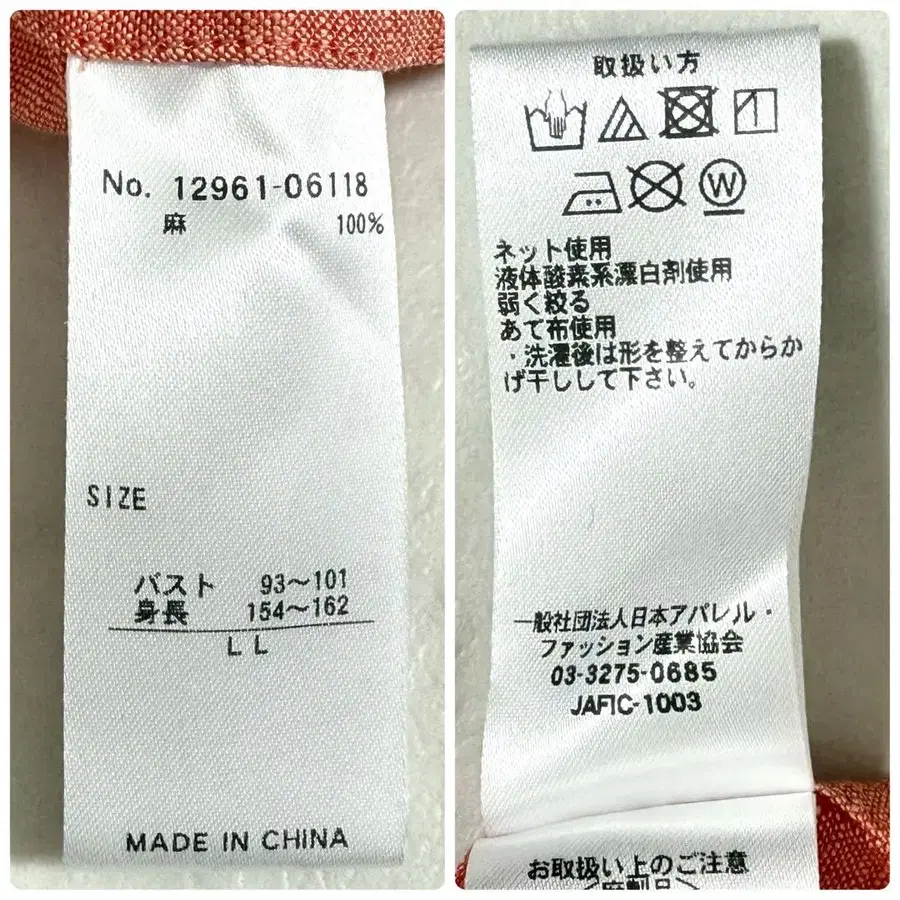 No. 12961-06118
麻 100%
SIZE
バスト 93～101
身長 154～162
LL
MADE IN CHINA
取扱い方
W
ネット使用
液体酸素系漂白剤使用
弱く絞る
あて布使用
・洗濯後は形を整えてからか
げ干しして下さい。
一般社団法人日本アパレル・
ファッション産業協会
03-3275-0685
JAFIC-1003
お取扱い上のご注意